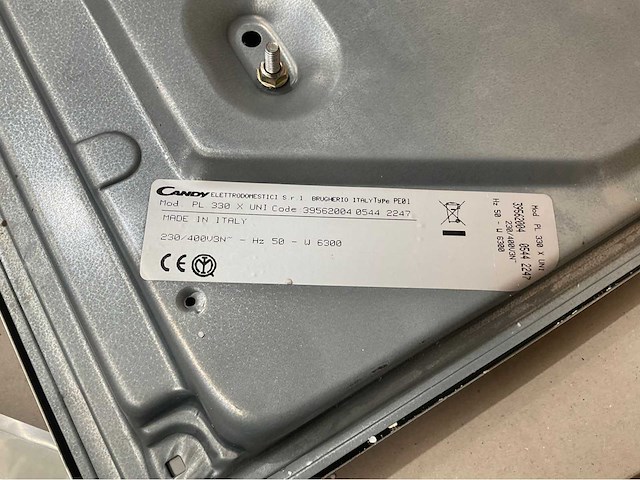 CANDY ELETTRODOMESTICI S.r.l. BRUGHERIO ITALY Type PE01
Mod. PL 330 X UNI Code 39562004 0544 2247
MADE IN ITALY
230/400V3N~ - Hz 50 - W 6300
CE
Mod. PL 330 X UNI
39562004 0544 2247
230/400V3N~
Hz 50 - W 6300